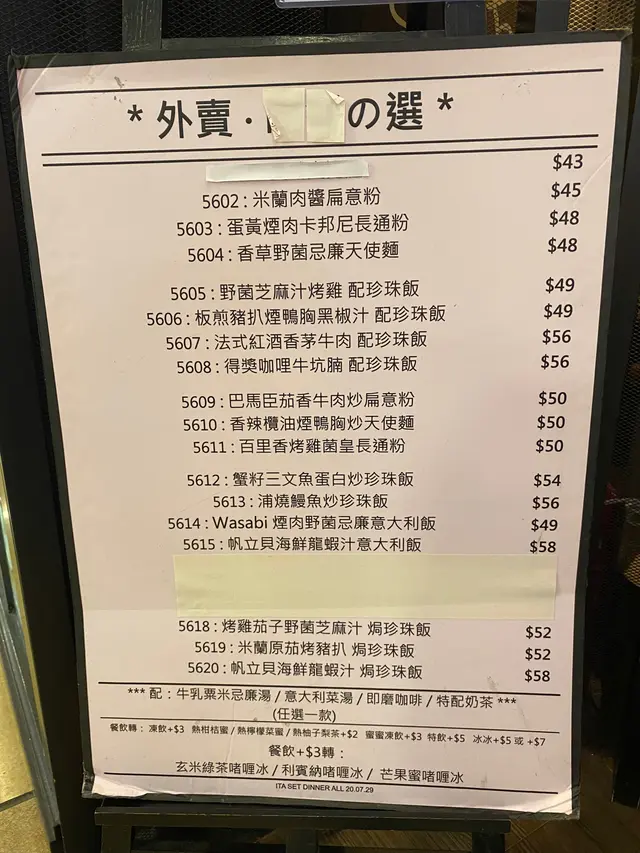 * 外賣 · の選 *
$43
5602 : 米蘭肉醬扁意粉 $45
5603 : 蛋黃煙肉卡邦尼長通粉 $48
5604 : 香草野菌忌廉天使麵 $48
5605 : 野菌芝麻汁烤雞 配珍珠飯 $49
5606 : 板煎豬扒煙鴨胸黑椒汁 配珍珠飯 $49
5607 : 法式紅酒香茅牛肉 配珍珠飯 $56
5608 : 得獎咖哩牛坑腩 配珍珠飯 $56
5609 : 巴馬臣茄香牛肉炒扁意粉 $50
5610 : 香辣欖油煙鴨胸炒天使麵 $50
5611 : 百里香烤雞菌皇長通粉 $50
5612 : 蟹籽三文魚蛋白炒珍珠飯 $54
5613 : 浦燒鰻魚炒珍珠飯 $56
5614 : Wasabi 煙肉野菌忌廉意大利飯 $49
5615 : 帆立貝海鮮龍蝦汁意大利飯 $58
5618 : 烤雞茄子野菌芝麻汁 焗珍珠飯 $52
5619 : 米蘭原茄烤豬扒 焗珍珠飯 $52
5620 : 帆立貝海鮮龍蝦汁 焗珍珠飯 $58
*** 配 : 牛乳粟米忌廉湯 / 意大利菜湯 / 即磨咖啡 / 特配奶茶 ***
(任選一款)
餐飲轉 : 凍飲+$3 熱柑桔蜜 / 熱檸檬菜蜜 / 熱柚子梨茶+$2 蜜蜜凍飲+$3 特飲+$5 冰冰+$5 或 +$7
餐飲+$3轉 :
玄米綠茶啫喱冰 / 利賓納啫喱冰 / 芒果蜜啫喱冰
ITA SET DINNER ALL 20.07.29